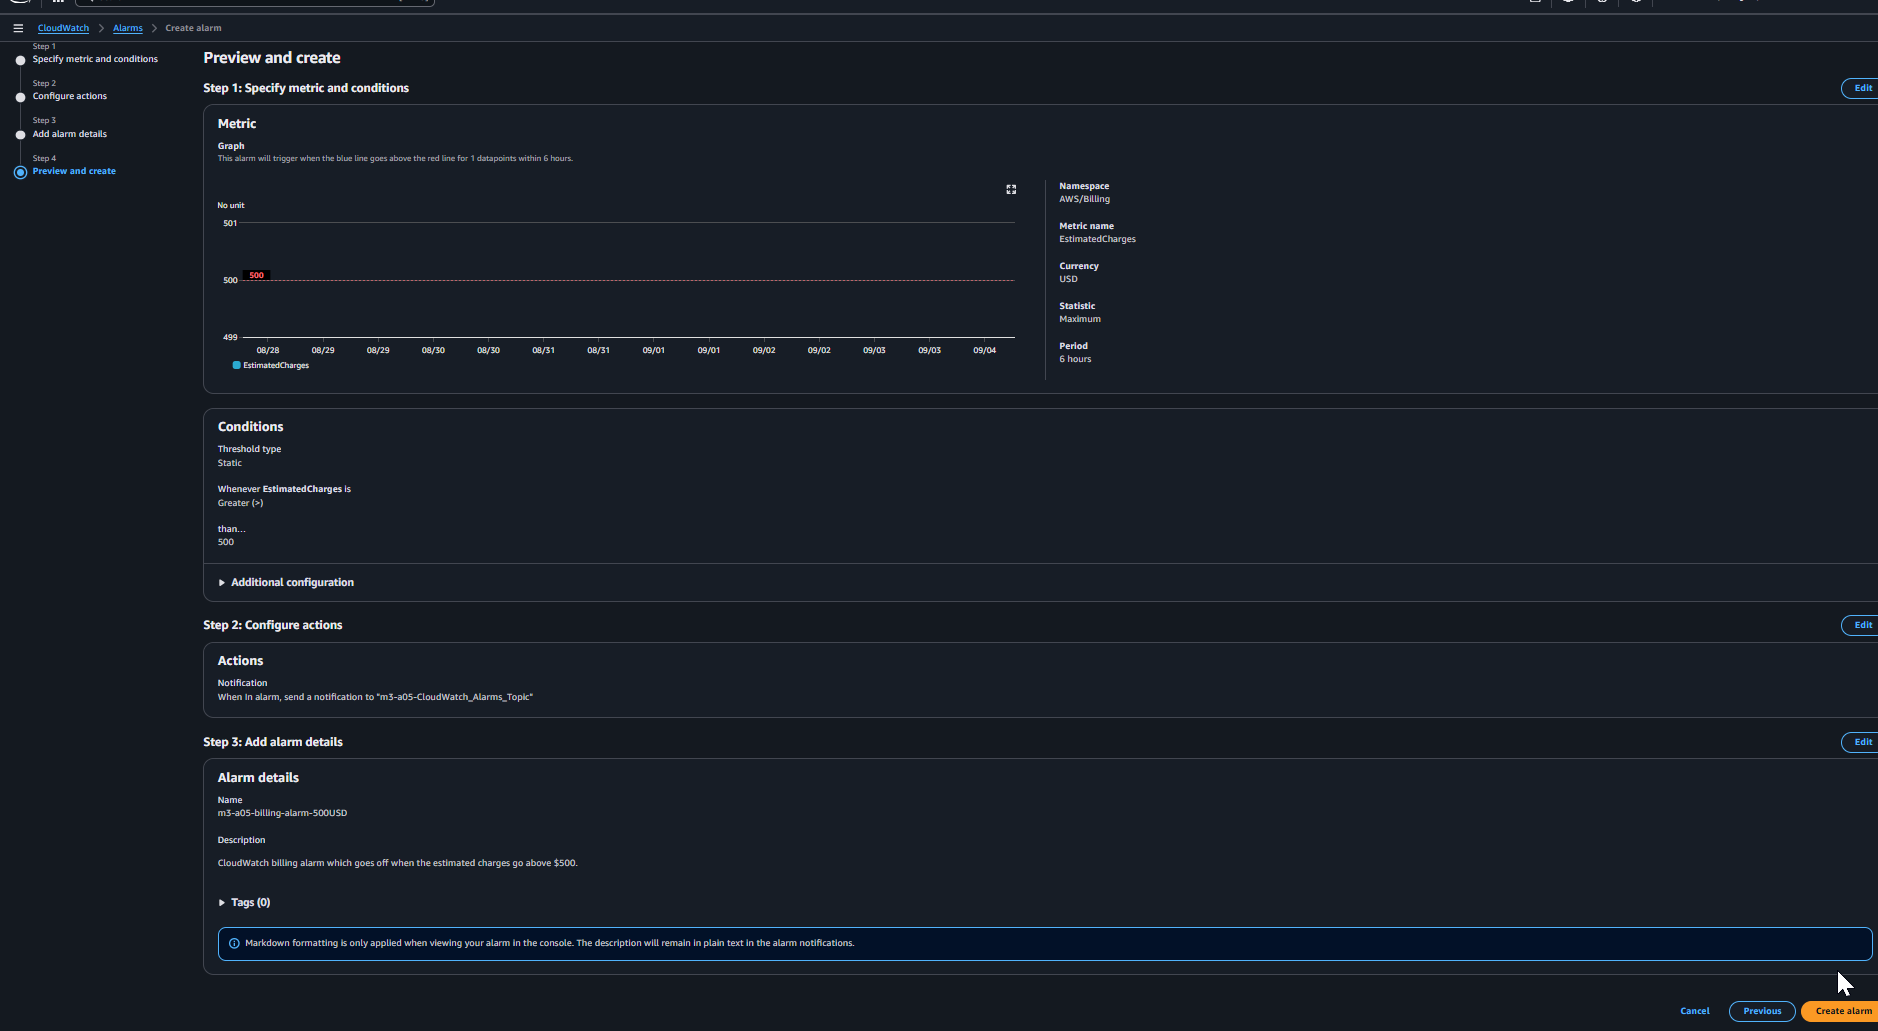 CloudWatch > Alarms > Create alarm
Step 1
Specify metric and conditions
Step 2
Configure actions
Step 3
Add alarm details
Step 4
Preview and create
Preview and create
Step 1: Specify metric and conditions
Edit
Metric
Graph
This alarm will trigger when the blue line goes above the red line for 1 datapoints within 6 hours.
No unit
501
500
500
499
08/28 08/29 08/29 08/30 08/30 08/31 08/31 09/01 09/01 09/02 09/02 09/03 09/03 09/04
EstimatedCharges
Namespace
AWS/Billing
Metric name
EstimatedCharges
Currency
USD
Statistic
Maximum
Period
6 hours
Conditions
Threshold type
Static
Whenever EstimatedCharges is
Greater (>)
than...
500
Additional configuration
Step 2: Configure actions
Edit
Actions
Notification
When In alarm, send a notification to "m3-a05-CloudWatch_Alarms_Topic"
Step 3: Add alarm details
Edit
Alarm details
Name
m3-a05-billing-alarm-500USD
Description
CloudWatch billing alarm which goes off when the estimated charges go above $500.
Tags (0)
Markdown formatting is only applied when viewing your alarm in the console. The description will remain in plain text in the alarm notifications.
Cancel Previous Create alarm